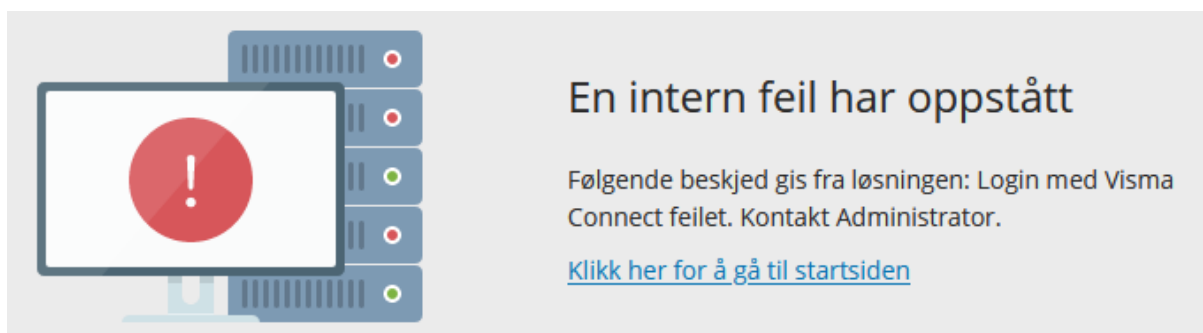 En intern feil har oppstått
Følgende beskjed gis fra løsningen: Login med Visma
Connect feilet. Kontakt Administrator.
Klikk her for å gå til startsiden